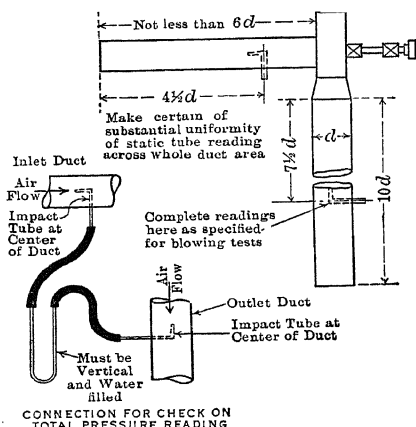 Not less than 6d
4½d
Make certain of
substantial uniformity
of static tube reading
across whole duct area
7½d
d
10d
Inlet Duct
Air
Flow
Impact
Tube at
Center
of Duct
Complete readings
here as specified
for blowing tests
Air
Flow
Outlet Duct
Impact Tube at
Center of Duct
Must be
Vertical
and Water
filled
CONNECTION FOR CHECK ON
TOTAL PRESSURE READING